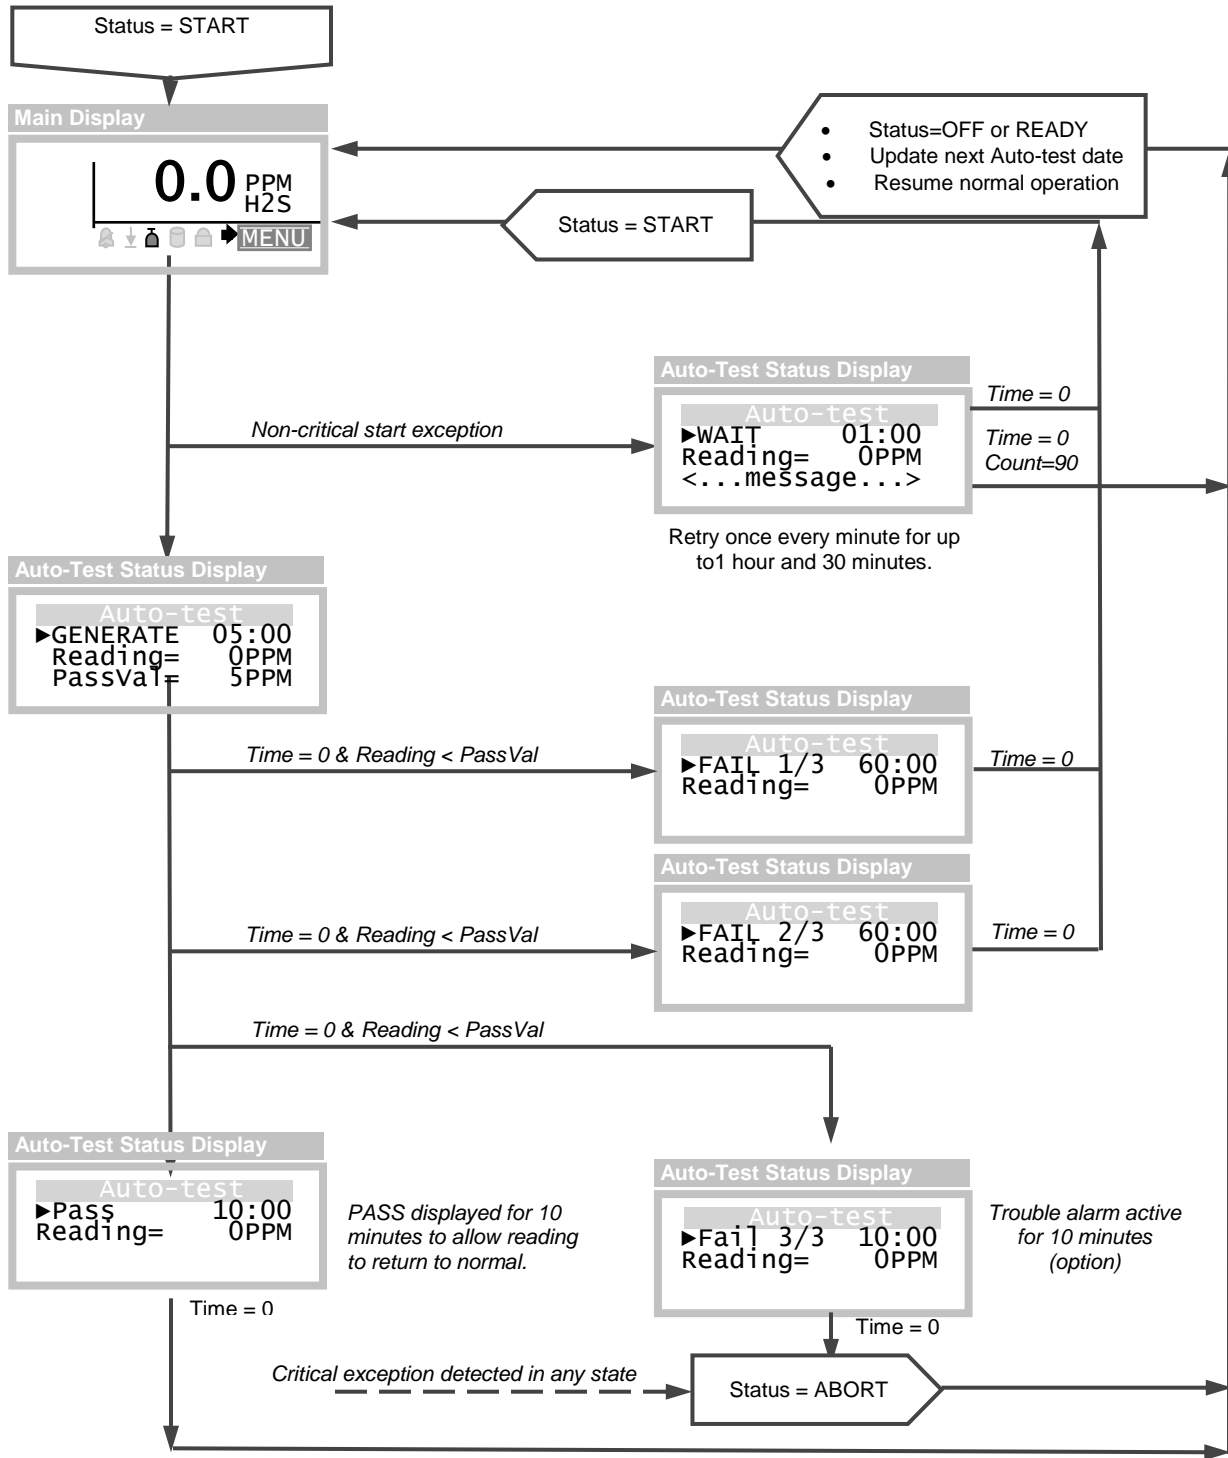 Status = START
Main Display
0.0 PPM
H2S
MENU
• Status=OFF or READY
• Update next Auto-test date
• Resume normal operation
Status = START
Auto-Test Status Display
Auto-test
►WAIT 01:00
Reading= 0PPM
<...message...>
Time = 0
Time = 0
Count=90
Non-critical start exception
Retry once every minute for up
to1 hour and 30 minutes.
Auto-Test Status Display
Auto-test
►GENERATE 05:00
Reading= 0PPM
PassVal= 5PPM
Time = 0 & Reading < PassVal
Auto-Test Status Display
Auto-test
►FAIL 1/3 60:00
Reading= 0PPM
Time = 0
Time = 0 & Reading < PassVal
Auto-Test Status Display
Auto-test
►FAIL 2/3 60:00
Reading= 0PPM
Time = 0
Time = 0 & Reading < PassVal
Auto-Test Status Display
Auto-test
►Pass 10:00
Reading= 0PPM
PASS displayed for 10
minutes to allow reading
to return to normal.
Time = 0
Auto-Test Status Display
Auto-test
►Fail 3/3 10:00
Reading= 0PPM
Trouble alarm active
for 10 minutes
(option)
Time = 0
Critical exception detected in any state
Status = ABORT